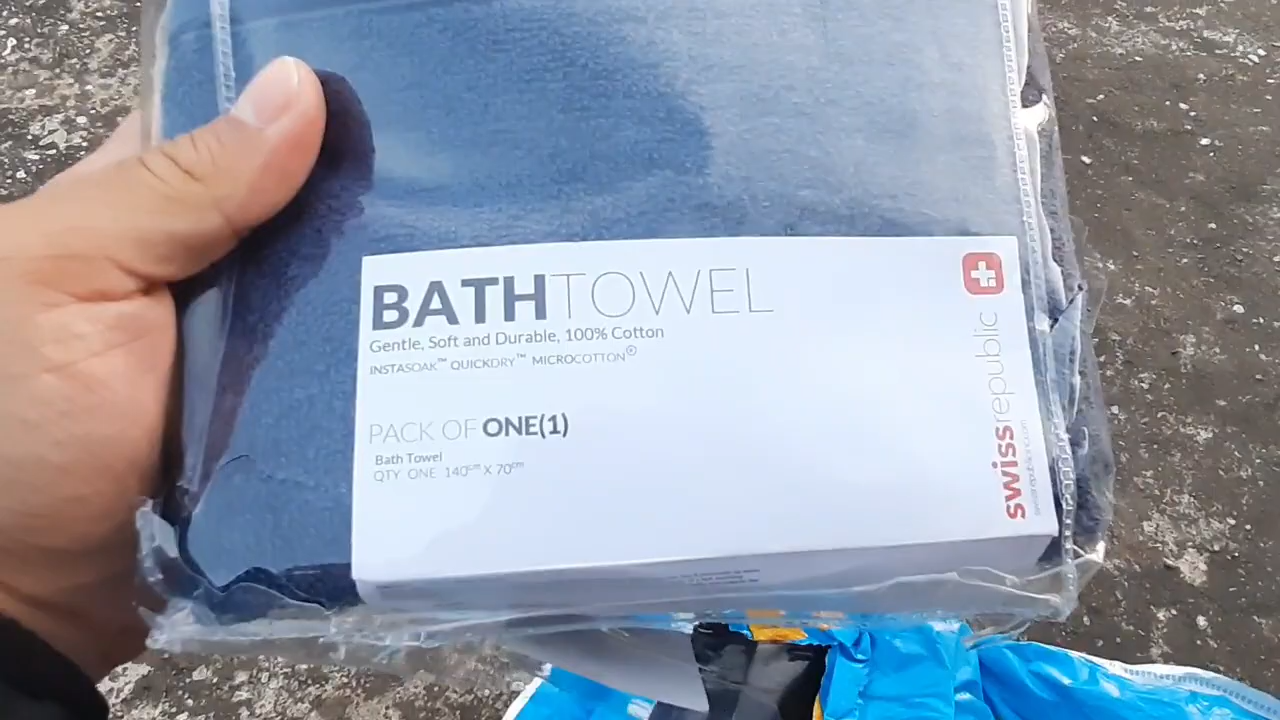 BATHTOWEL
Gentle, Soft and Durable, 100% Cotton
INSTASOAK™ QUICKDRY™ MICROCOTTON®
PACK OF ONE(1)
Bath Towel
QTY ONE 140cm X 70cm
swissrepublic